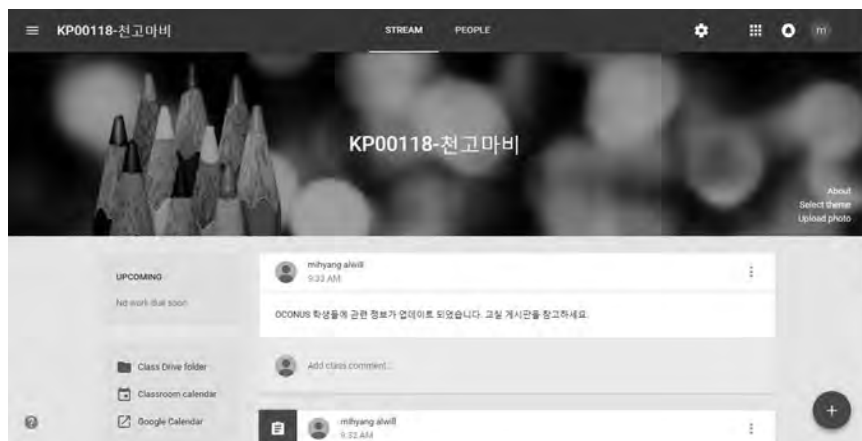 KP00118-천고마비
STREAM PEOPLE
m
KP00118-천고마비
About
Select theme
Upload photo
UPCOMING
No work due soon
mihyang alwill
9:33 AM
OCONUS 학생들에 관련 정보가 업데이트 되었습니다. 교실 게시판을 참고하세요.
Add class comment...
Class Drive folder
Classroom calendar
Google Calendar
mihyang alwill
9:32 AM